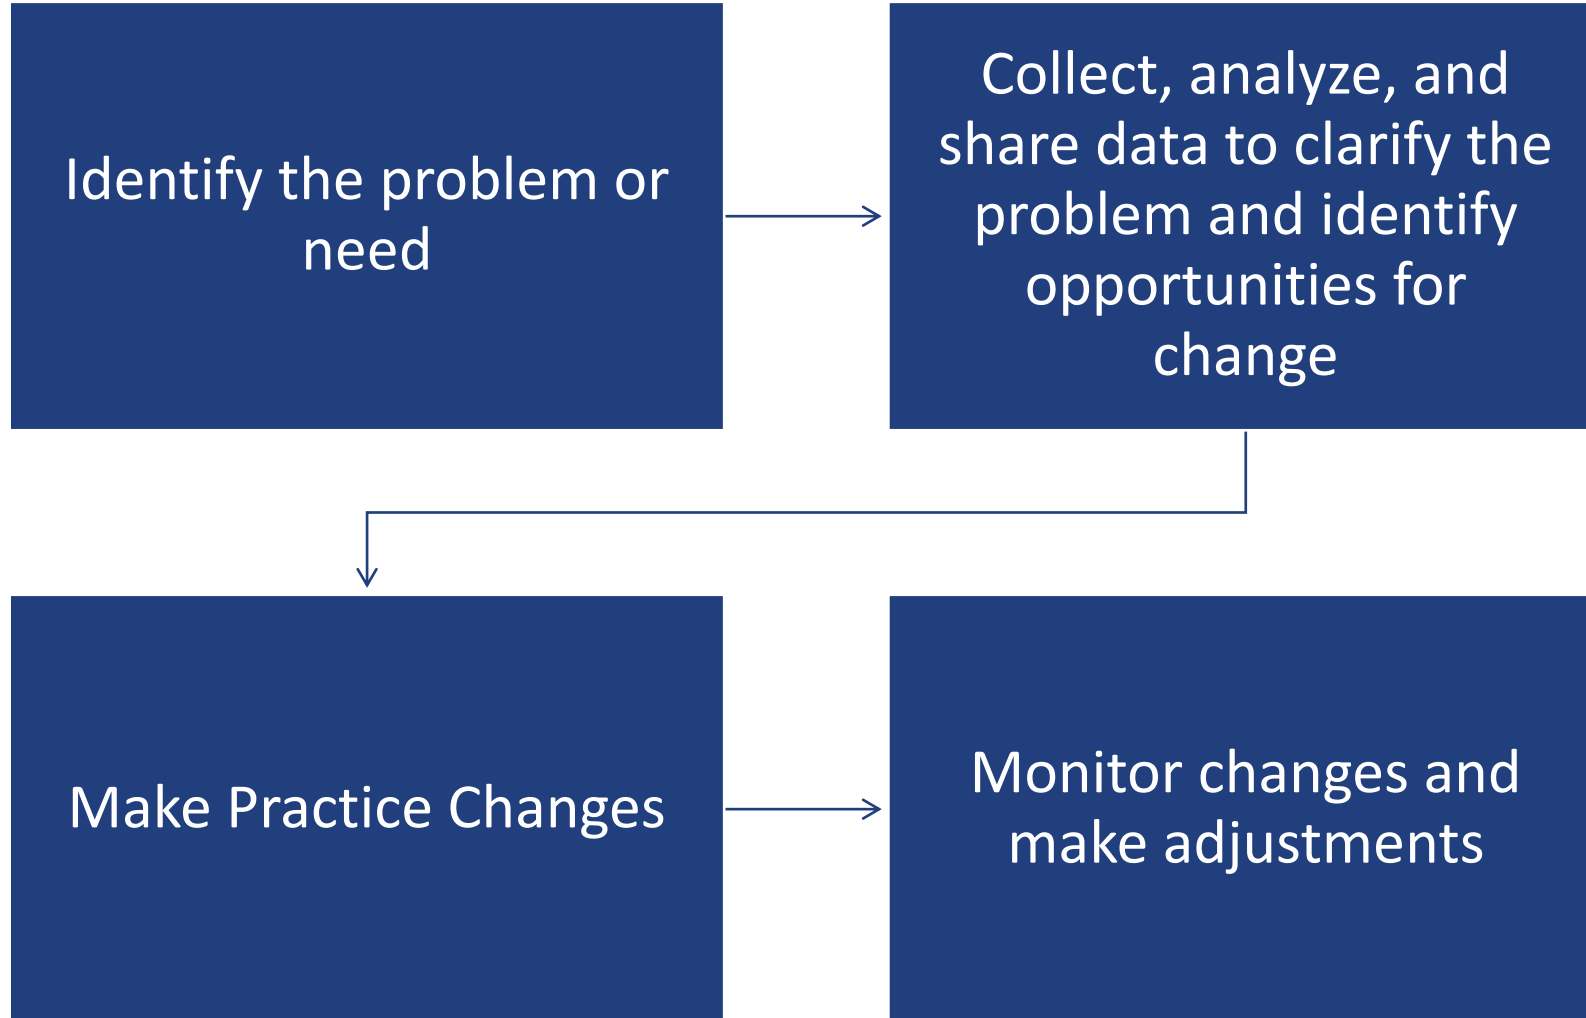 Identify the problem or
need
Collect, analyze, and
share data to clarify the
problem and identify
opportunities for
change
Make Practice Changes
Monitor changes and
make adjustments